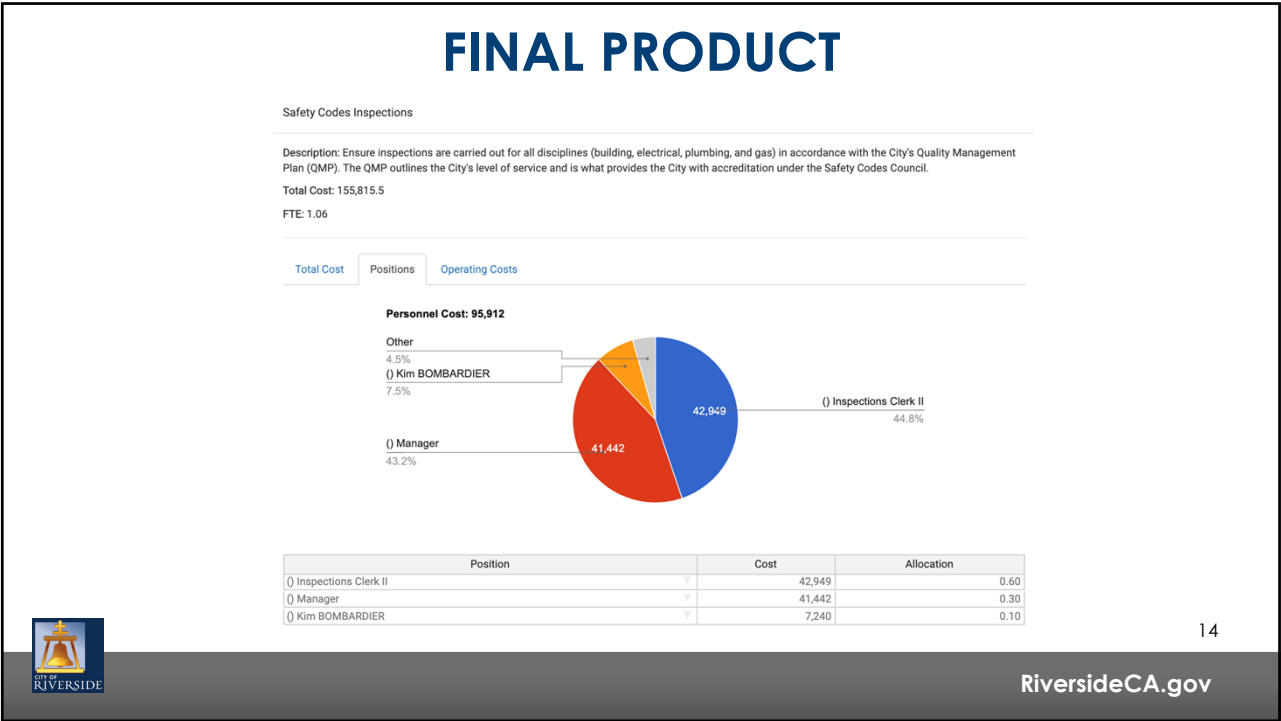 FINAL PRODUCT
Safety Codes Inspections
Description: Ensure inspections are carried out for all disciplines (building, electrical, plumbing, and gas) in accordance with the City's Quality Management
Plan (QMP). The QMP outlines the City's level of service and is what provides the City with accreditation under the Safety Codes Council.
Total Cost: 155,815.5
FTE: 1.06
Total Cost Positions Operating Costs
Personnel Cost: 95,912
Other
4.5%
() Kim BOMBARDIER
7.5%
() Manager
43.2%
41,442
42,949
() Inspections Clerk II
44.8%
Position Cost Allocation
() Inspections Clerk II 42,949 0.60
() Manager 41,442 0.30
() Kim BOMBARDIER 7,240 0.10
14
CITY OF
RIVERSIDE
RiversideCA.gov